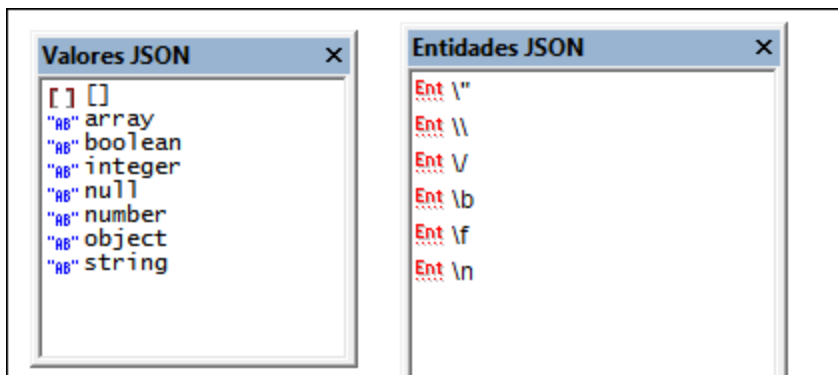 Valores JSON
[ ] []
"AB" array
"AB" boolean
"AB" integer
"AB" null
"AB" number
"AB" object
"AB" string
Entidades JSON
Ent \"
Ent \\
Ent \/
Ent \b
Ent \f
Ent \n